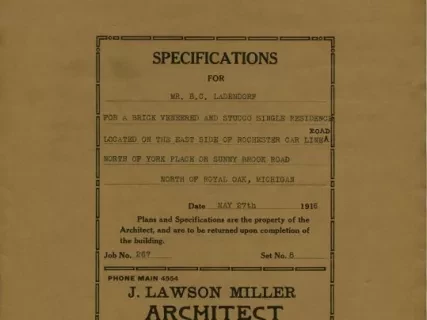 SPECIFICATIONS
FOR
MR. B.C. LADENDORF
FOR A BRICK VENEERED AND STUCCO SINGLE RESIDENCE
ROAD
LOCATED ON THE EAST SIDE OF ROCHESTER CAR LINE
NORTH OF YORK PLACE OR SUNNY BROOK ROAD
NORTH OF ROYAL OAK, MICHIGAN
Date MAY 27th 1916
Plans and Specifications are the property of the
Architect, and are to be returned upon completion of
the building.
Job No. 267 Set No. 8
PHONE MAIN 4504
J. LAWSON MILLER
ARCHITECT